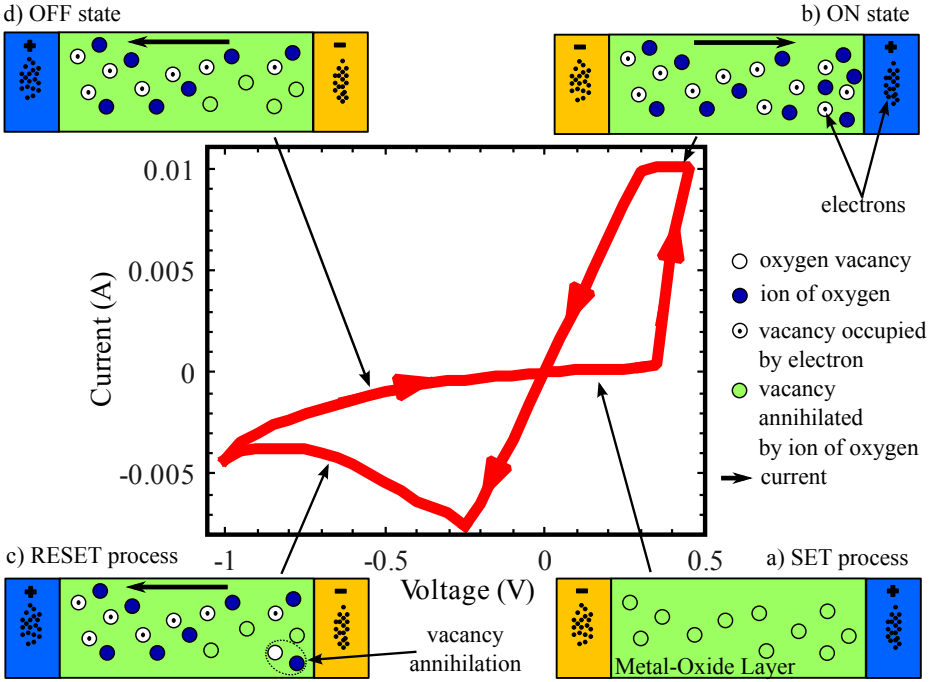 d) OFF state
b) ON state
+
-
-
+
electrons
0.01
0.005
0
-0.005
Current (A)
-1
-0.5
0
0.5
Voltage (V)
oxygen vacancy
ion of oxygen
vacancy occupied
by electron
vacancy
annihilated
by ion of oxygen
current
c) RESET process
a) SET process
+
-
-
+
vacancy
annihilation
Metal-Oxide Layer